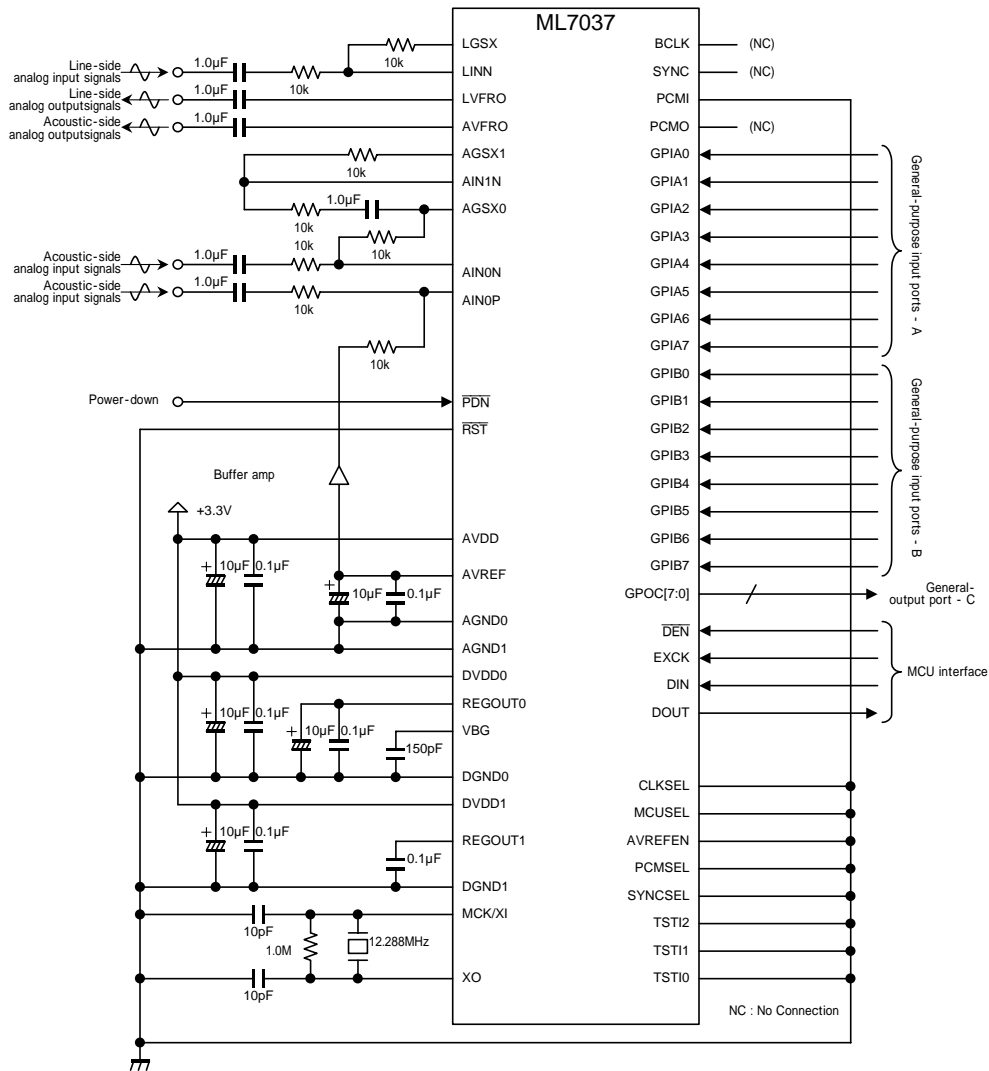 ML7037
LGSX
10k
LINN
Line-side
analog input signals
1.0µF
10k
LVFRO
Line-side
analog outputsignals
1.0µF
AVFRO
Acoustic-side
analog outputsignals
1.0µF
AGSX1
10k
AIN1N
AGSX0
1.0µF
10k
10k
10k
AIN0N
Acoustic-side
analog input signals
1.0µF
AIN0P
Acoustic-side
analog input signals
1.0µF
10k
10k
Power-down
PDN
RST
Buffer amp
+3.3V
AVDD
+
10µF
0.1µF
AVREF
+
10µF
0.1µF
AGND0
AGND1
DVDD0
+
10µF
0.1µF
REGOUT0
+
10µF
0.1µF
VBG
150pF
DGND0
DVDD1
+
10µF
0.1µF
REGOUT1
0.1µF
DGND1
MCK/XI
10pF
1.0M
12.288MHz
XO
10pF
BCLK
(NC)
SYNC
(NC)
PCMI
PCMO
(NC)
GPIA0
GPIA1
GPIA2
GPIA3
GPIA4
GPIA5
GPIA6
GPIA7
General-purpose
input ports - A
GPIB0
GPIB1
GPIB2
GPIB3
GPIB4
GPIB5
GPIB6
GPIB7
General-purpose
input ports - B
GPOC[7:0]
General-
output port - C
DEN
EXCK
DIN
DOUT
MCU interface
CLKSEL
MCUSEL
AVREFEN
PCMSEL
SYNCSEL
TSTI2
TSTI1
TSTI0
NC : No Connection